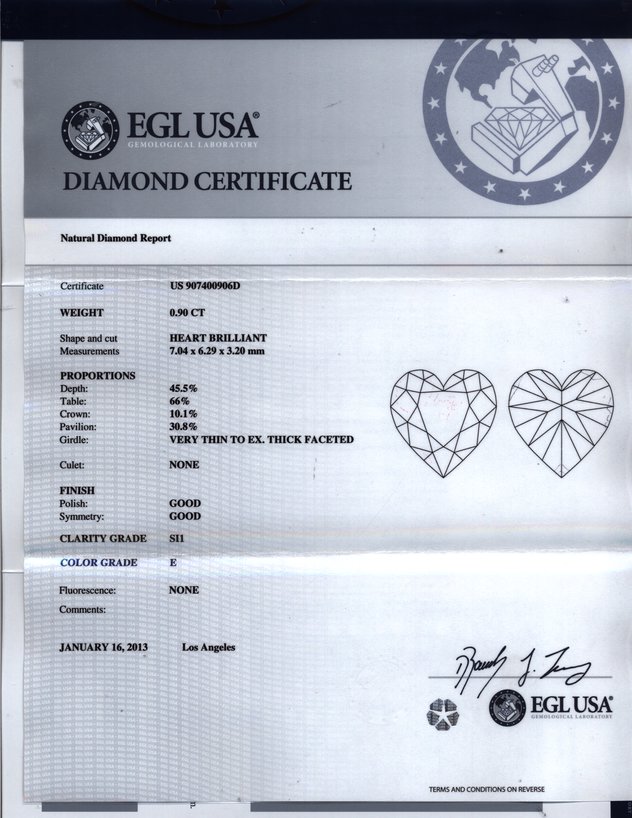 EGL USA®
GEMOLOGICAL LABORATORY
DIAMOND CERTIFICATE
Natural Diamond Report
Certificate US 907400906D
WEIGHT 0.90 CT
Shape and cut HEART BRILLIANT
Measurements 7.04 x 6.29 x 3.20 mm
PROPORTIONS
Depth: 45.5%
Table: 66%
Crown: 10.1%
Pavilion: 30.8%
Girdle: VERY THIN TO EX. THICK FACETED
Culet: NONE
FINISH
Polish: GOOD
Symmetry: GOOD
CLARITY GRADE SI1
COLOR GRADE E
Fluorescence: NONE
Comments:
JANUARY 16, 2013 Los Angeles
EGL USA®
GEMOLOGICAL LABORATORY
TERMS AND CONDITIONS ON REVERSE